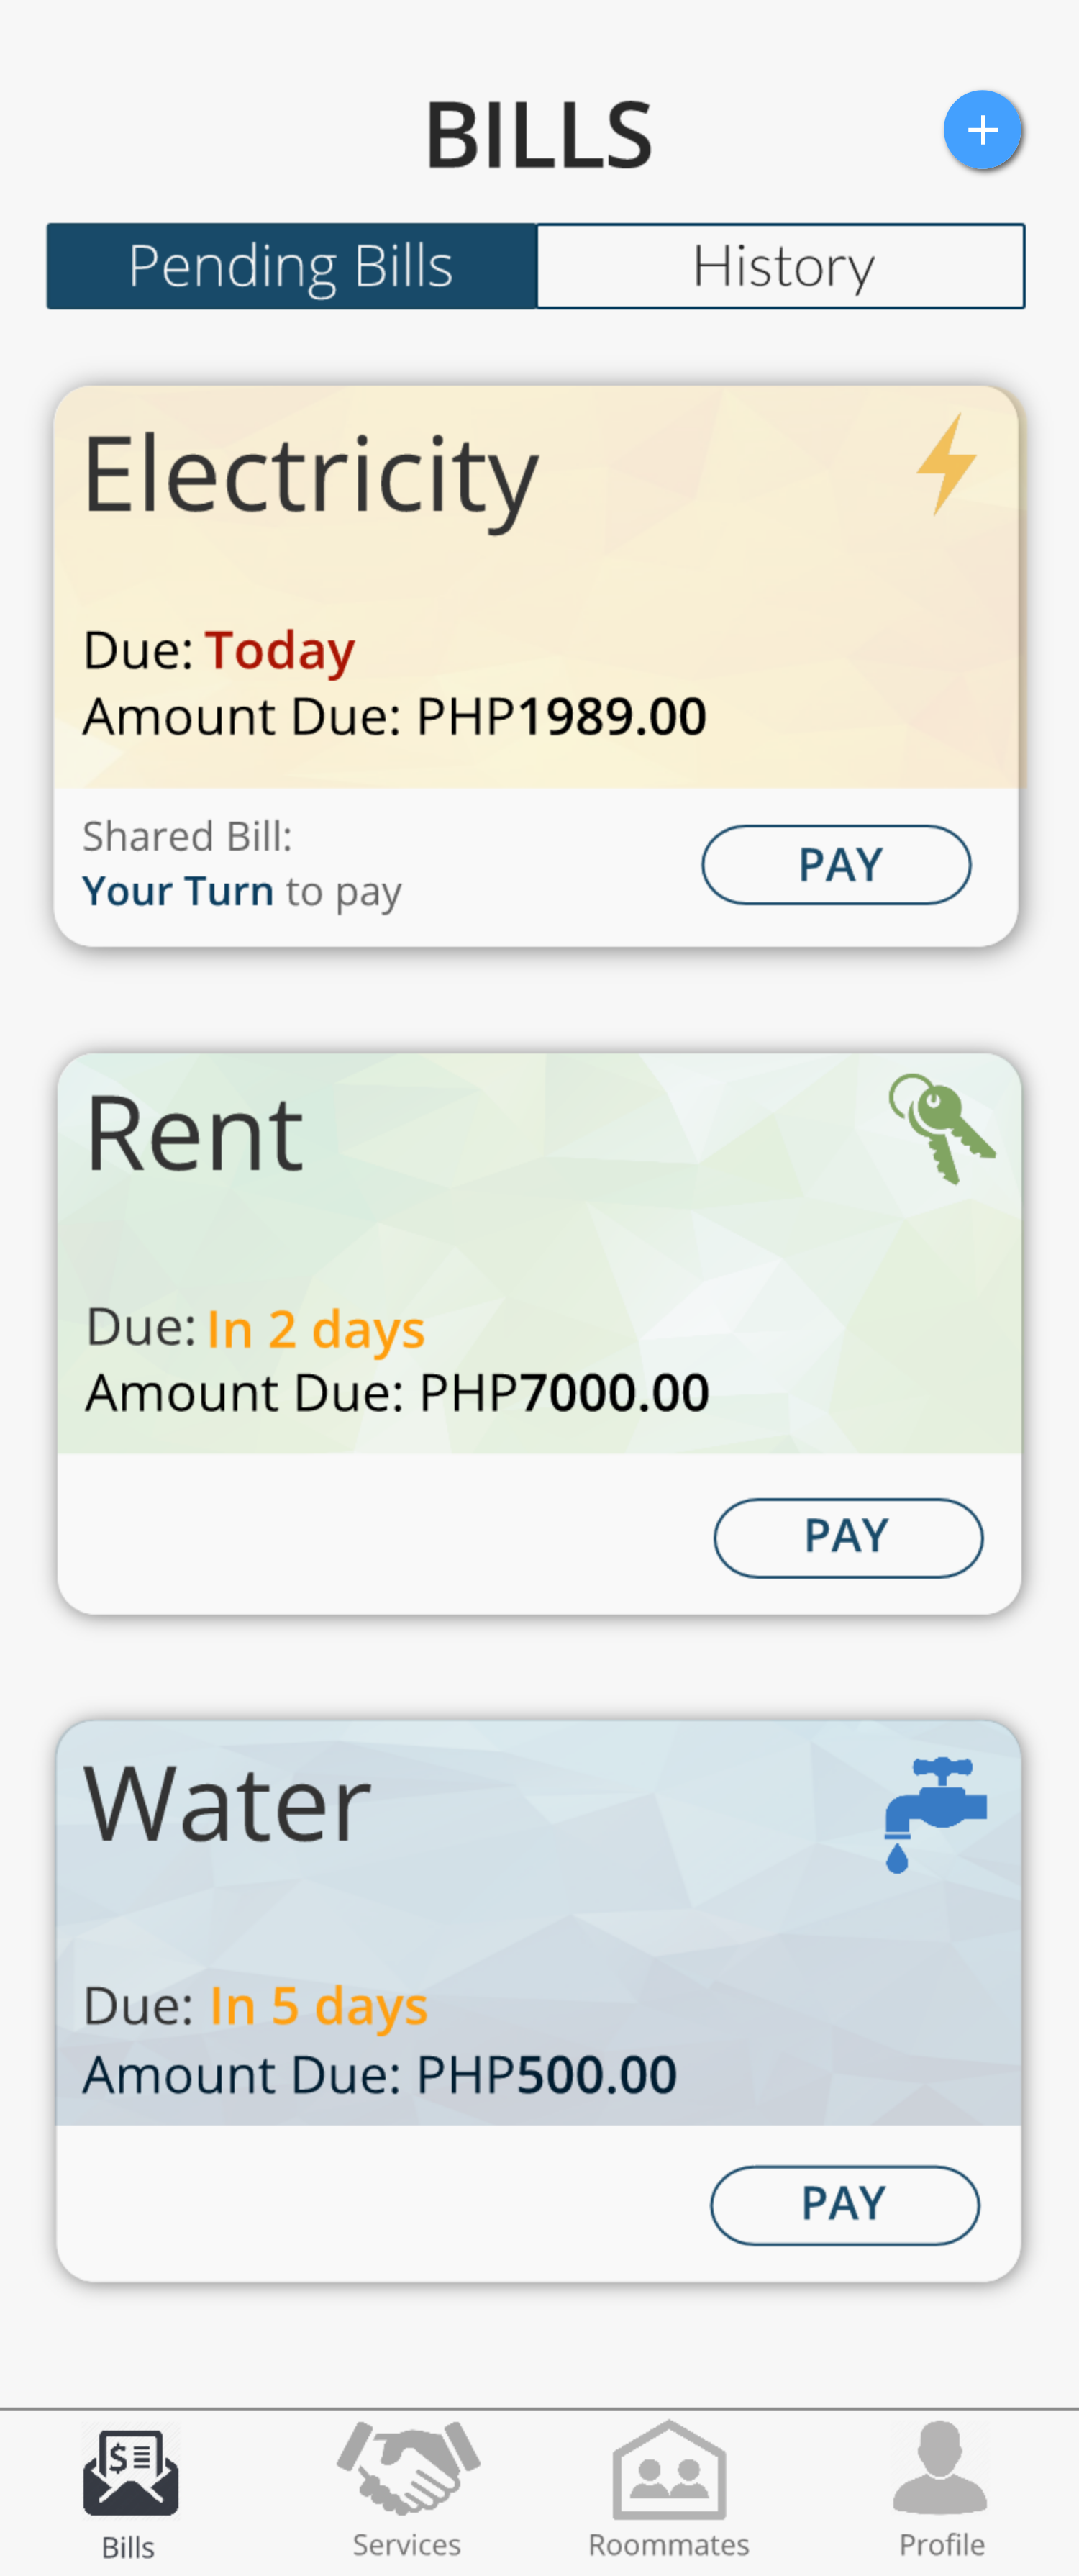 BILLS
+
Pending Bills
History
Electricity
Due: Today
Amount Due: PHP1989.00
Shared Bill:
Your Turn to pay
PAY
Rent
Due: In 2 days
Amount Due: PHP7000.00
PAY
Water
Due: In 5 days
Amount Due: PHP500.00
PAY
$
Bills
Services
Roommates
Profile